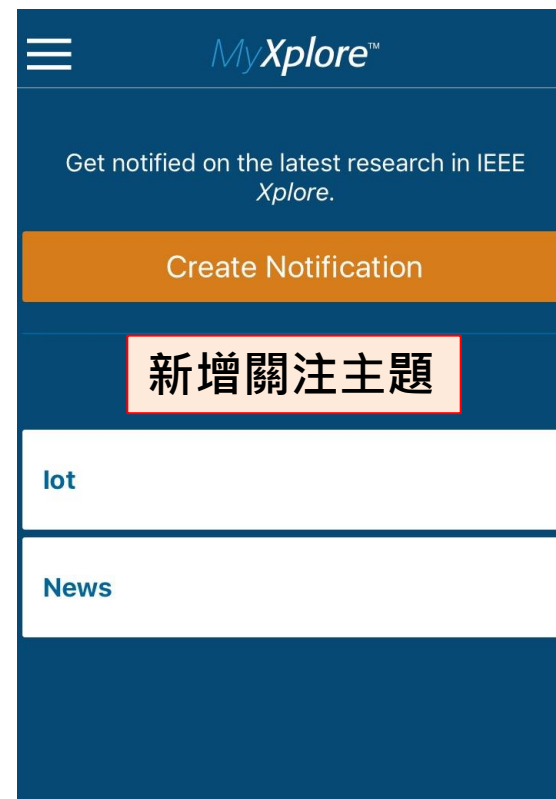 MyXplore™
Get notified on the latest research in IEEE
Xplore.
Create Notification
新增關注主題
Iot
News